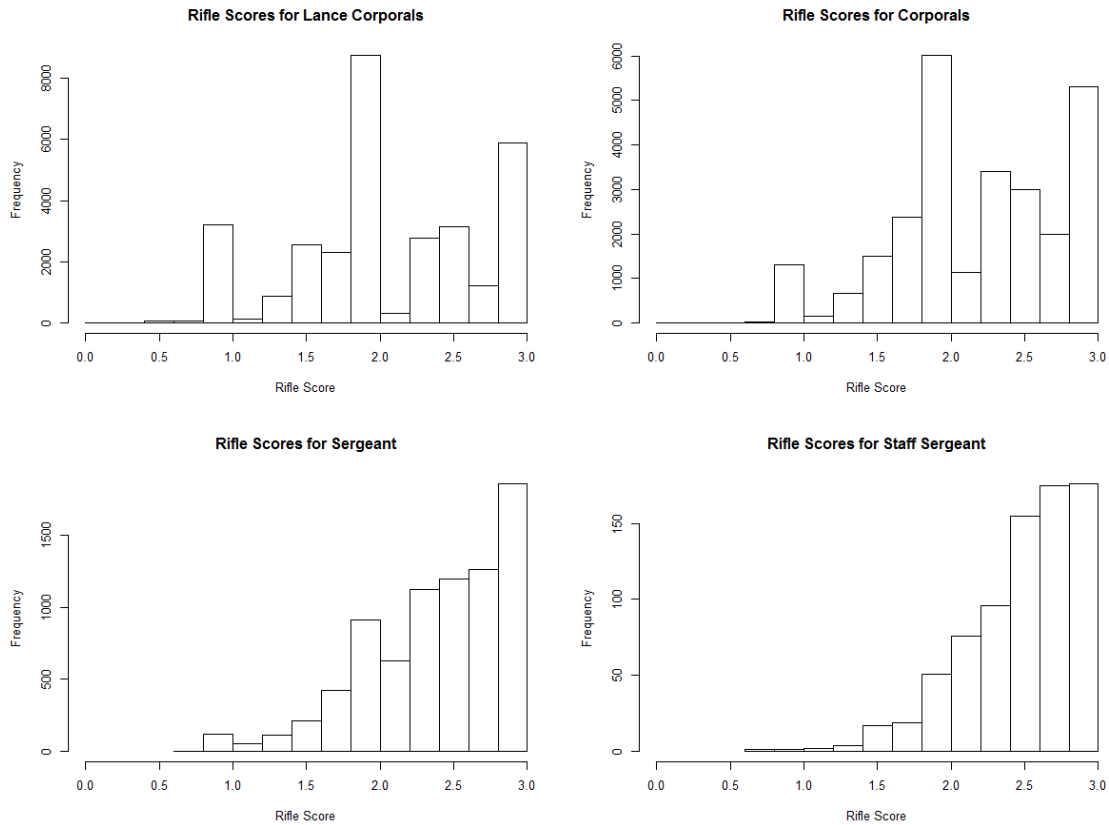 Rifle Scores for Lance Corporals
Frequency
8000
6000
4000
2000
0
0.0 0.5 1.0 1.5 2.0 2.5 3.0
Rifle Score
Rifle Scores for Corporals
Frequency
6000
5000
4000
3000
2000
1000
0
0.0 0.5 1.0 1.5 2.0 2.5 3.0
Rifle Score
Rifle Scores for Sergeant
Frequency
1500
1000
500
0
0.0 0.5 1.0 1.5 2.0 2.5 3.0
Rifle Score
Rifle Scores for Staff Sergeant
Frequency
150
100
50
0
0.0 0.5 1.0 1.5 2.0 2.5 3.0
Rifle Score